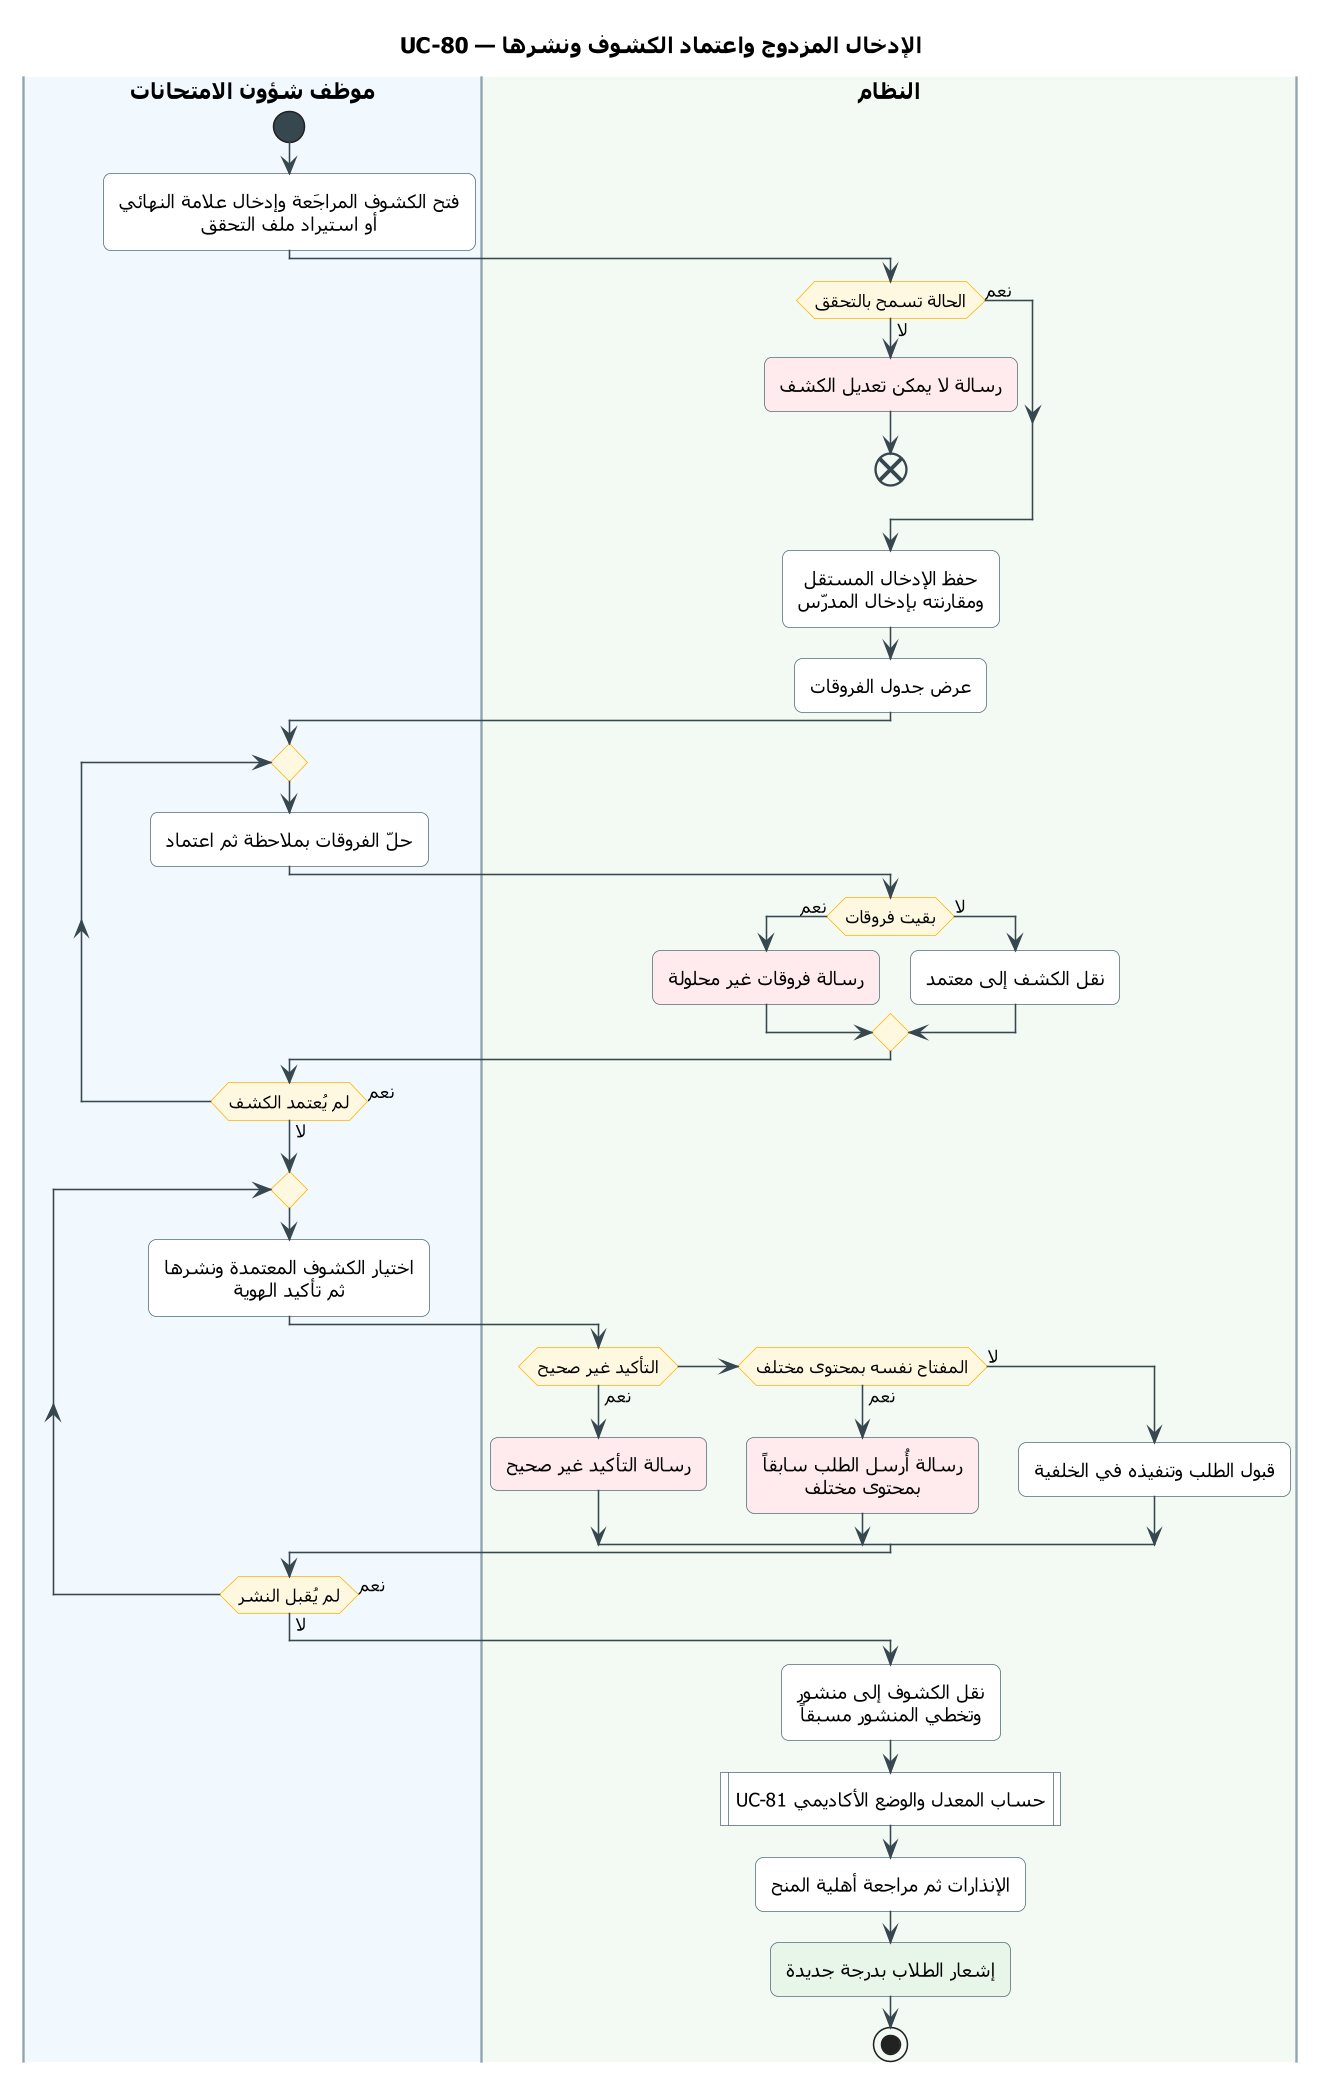 UC-80 — الإدخال المزدوج واعتماد الكشوف ونشرها
موظف شؤون الامتحانات
النظام
فتح الكشوف المراجَعة وإدخال علامة النهائي
أو استيراد ملف التحقق
الحالة تسمح بالتحقق
نعم
لا
رسالة لا يمكن تعديل الكشف
حفظ الإدخال المستقل
ومقارنته بإدخال المدرّس
عرض جدول الفروقات
حلّ الفروقات بملاحظة ثم اعتماد
بقيت فروقات
نعم
لا
رسالة فروقات غير محلولة
نقل الكشف إلى معتمد
لم يُعتمد الكشف
نعم
لا
اختيار الكشوف المعتمدة ونشرها
ثم تأكيد الهوية
التأكيد غير صحيح
المفتاح نفسه بمحتوى مختلف
لا
نعم
نعم
رسالة التأكيد غير صحيح
رسالة أُرسل الطلب سابقاً
بمحتوى مختلف
قبول الطلب وتنفيذه في الخلفية
لم يُقبل النشر
نعم
لا
نقل الكشوف إلى منشور
وتخطي المنشور مسبقاً
حساب المعدل والوضع الأكاديمي UC-81
الإنذارات ثم مراجعة أهلية المنح
إشعار الطلاب بدرجة جديدة